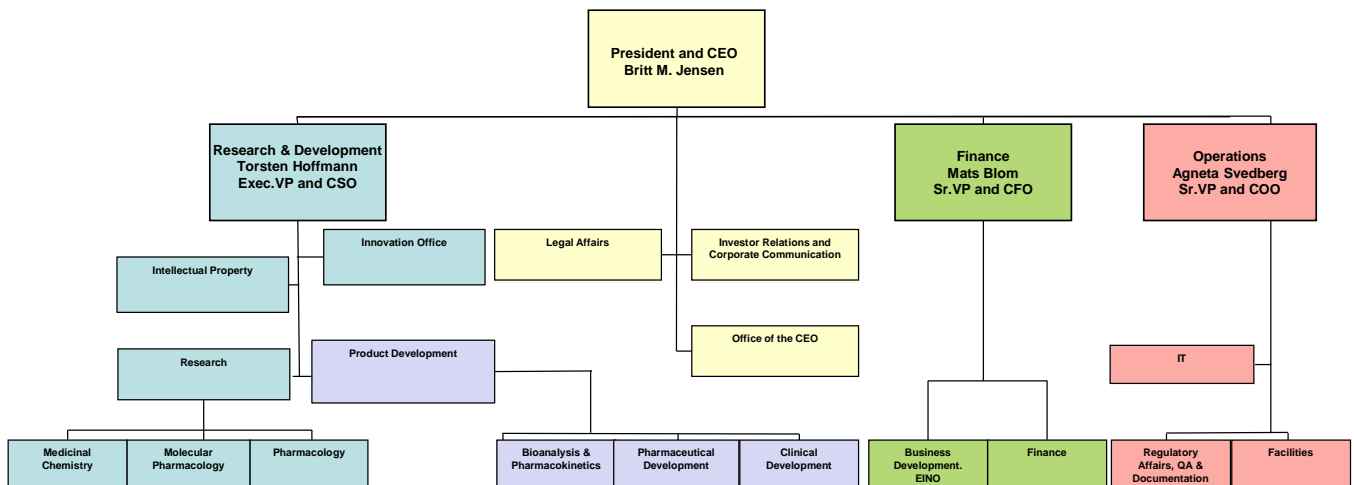 President and CEO
Britt M. Jensen
Research & Development
Torsten Hoffmann
Exec.VP and CSO
Finance
Mats Blom
Sr.VP and CFO
Operations
Agneta Svedberg
Sr.VP and COO
Innovation Office
Legal Affairs
Investor Relations and
Corporate Communication
Intellectual Property
Office of the CEO
Product Development
Research
IT
Medicinal
Chemistry
Molecular
Pharmacology
Pharmacology
Bioanalysis &
Pharmacokinetics
Pharmaceutical
Development
Clinical
Development
Business
Development.
EINO
Finance
Regulatory
Affairs, QA &
Documentation
Facilities